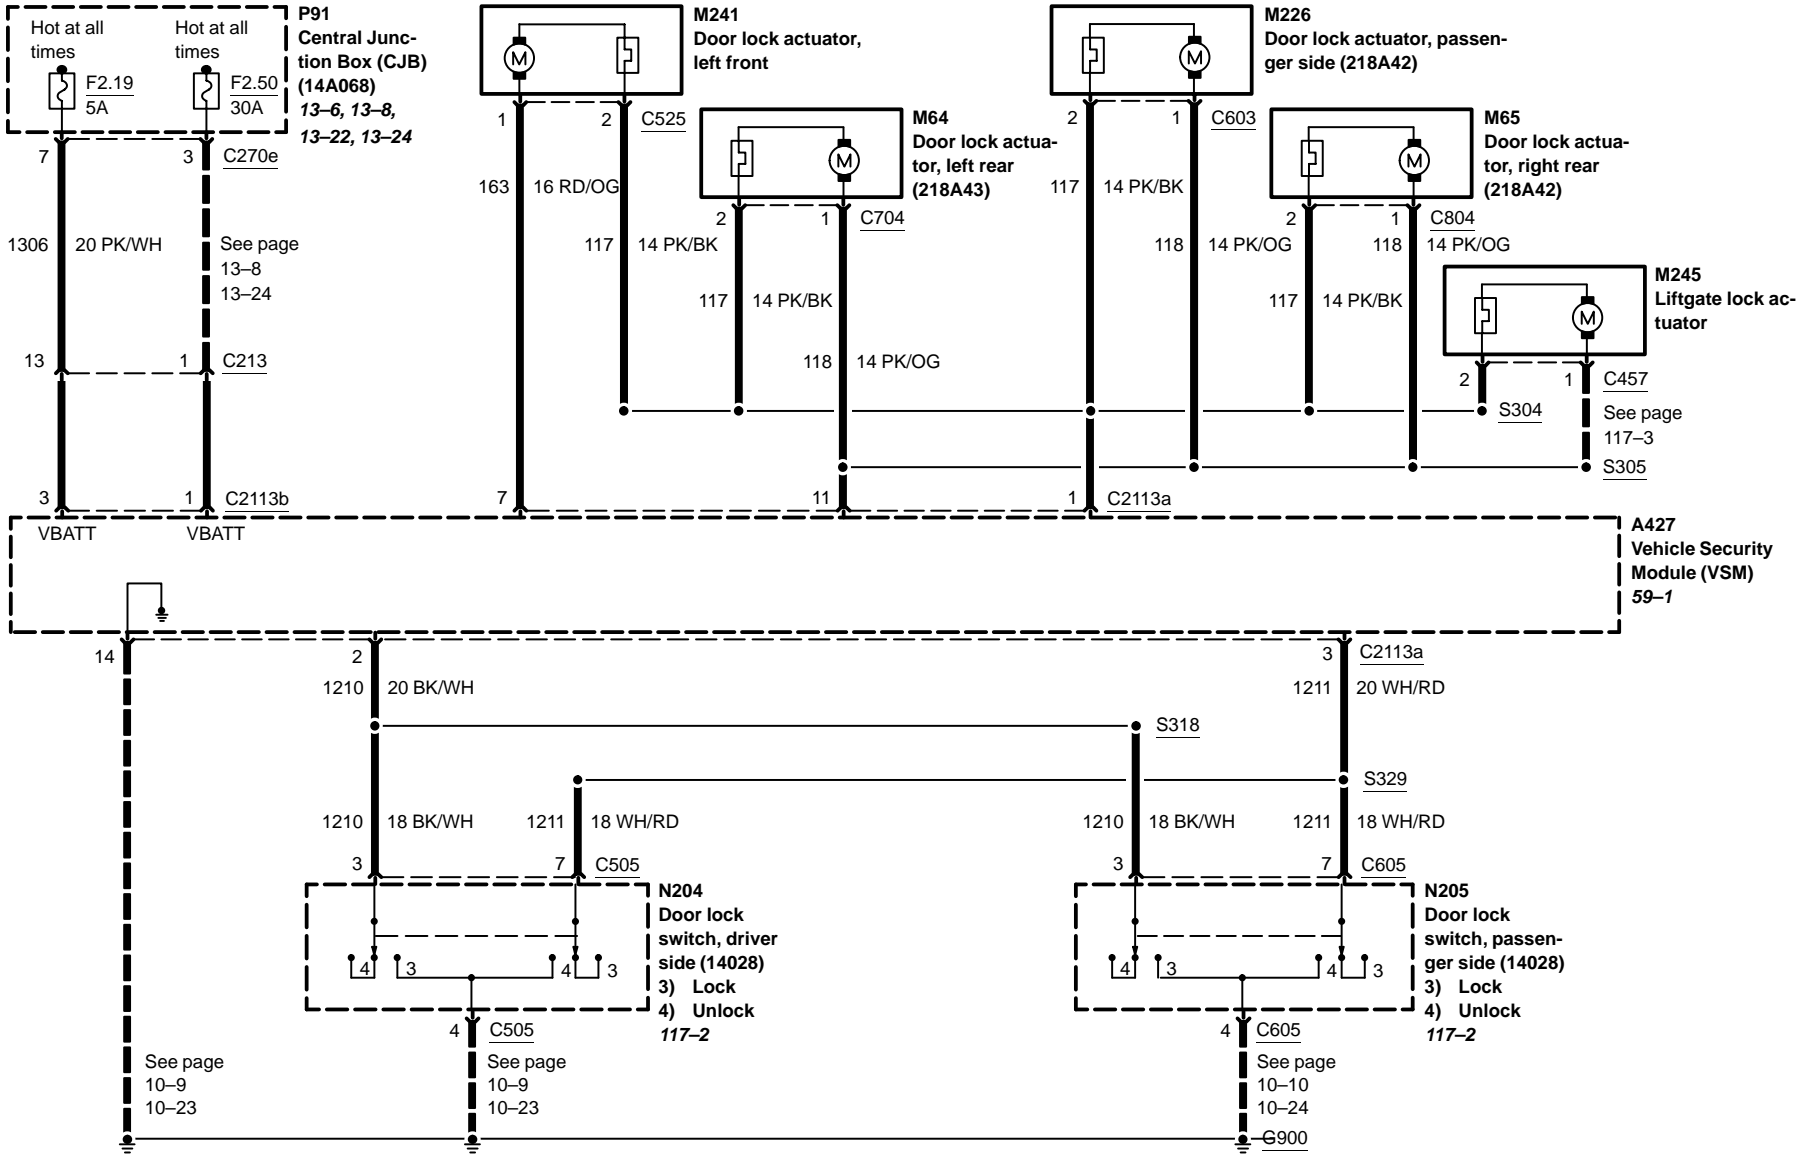 Hot at all
times
F2.19
5A
Hot at all
times
F2.50
30A
P91
Central Junc-
tion Box (CJB)
(14A068)
13–6, 13–8,
13–22, 13–24
M
M241
Door lock actuator,
left front
M
M226
Door lock actuator, passen-
ger side (218A42)
7
3
C270e
1
2
C525
2
1
C603
M
M64
Door lock actua-
tor, left rear
(218A43)
M
M65
Door lock actua-
tor, right rear
(218A42)
163
16 RD/OG
117
14 PK/BK
2
1
C704
2
1
C804
1306
20 PK/WH
See page
13–8
13–24
117
14 PK/BK
118
14 PK/OG
118
14 PK/OG
M
M245
Liftgate lock ac-
tuator
117
14 PK/BK
117
14 PK/BK
13
1
C213
118
14 PK/OG
2
1
C457
See page
117–3
S304
S305
3
1
C2113b
7
11
1
C2113a
VBATT
VBATT
A427
Vehicle Security
Module (VSM)
59–1
14
2
3
C2113a
1210
20 BK/WH
1211
20 WH/RD
S318
S329
1210
18 BK/WH
1211
18 WH/RD
1210
18 BK/WH
1211
18 WH/RD
3
7
C505
3
7
C605
4
3
4
3
N204
Door lock
switch, driver
side (14028)
3) Lock
4) Unlock
117–2
4
3
4
3
N205
Door lock
switch, passen-
ger side (14028)
3) Lock
4) Unlock
117–2
4
C505
4
C605
See page
10–9
10–23
See page
10–9
10–23
See page
10–10
10–24
G900